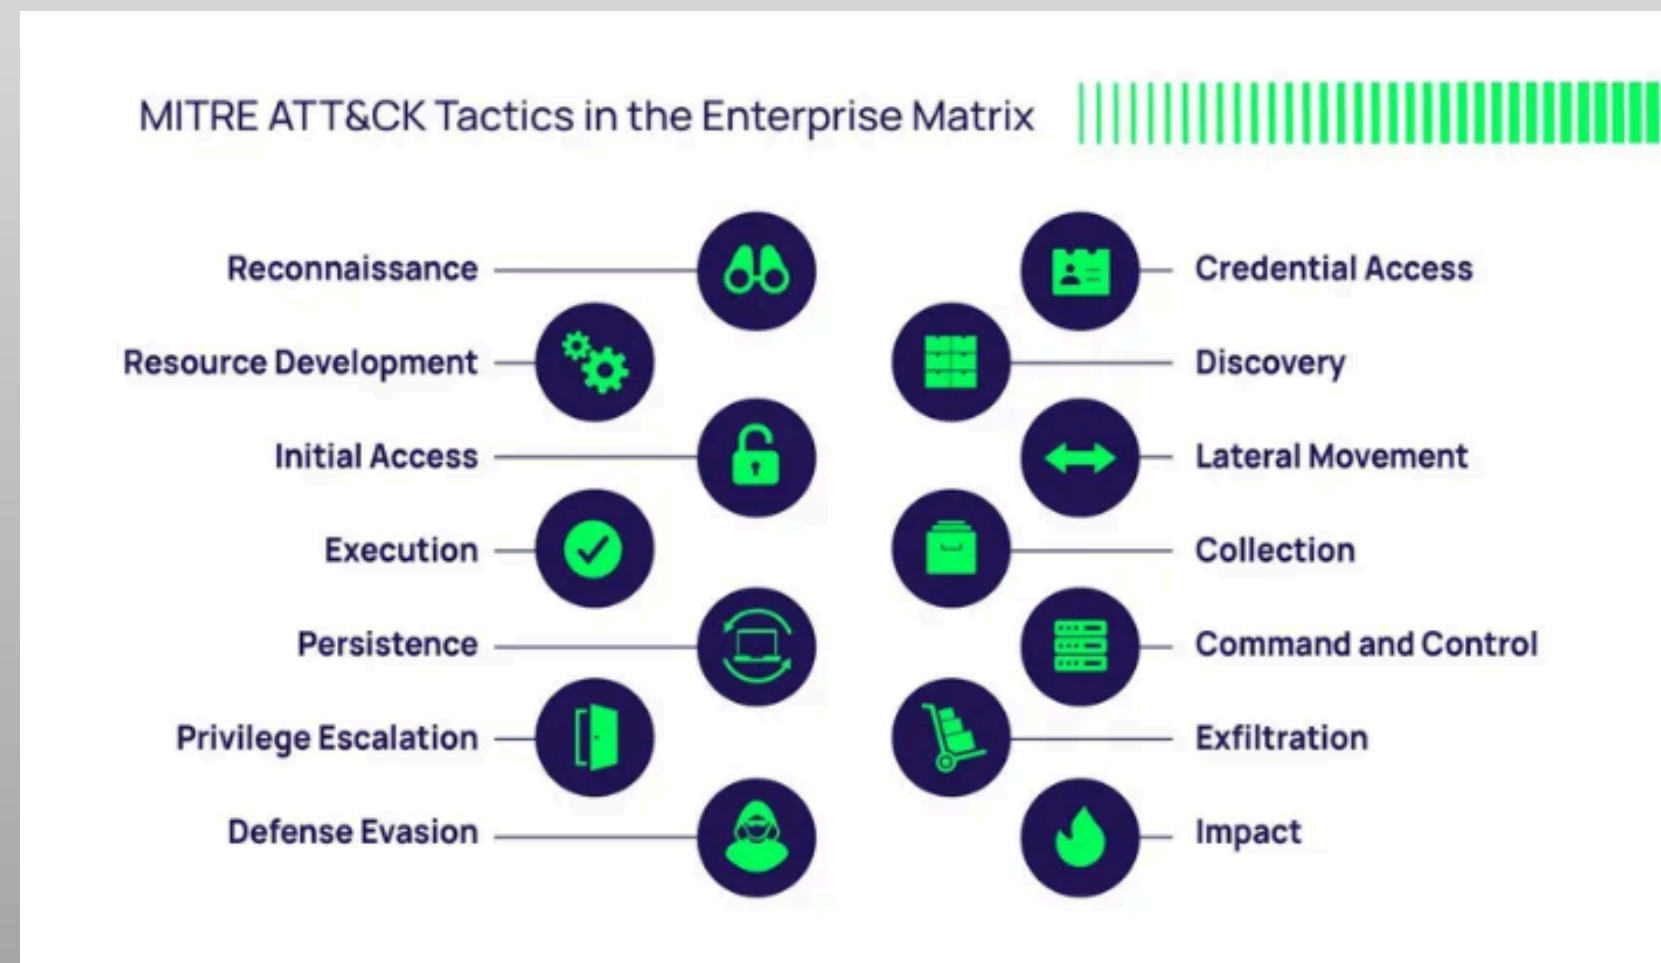 MITRE ATT&CK Tactics in the Enterprise Matrix
Reconnaissance
Resource Development
Initial Access
Execution
Persistence
Privilege Escalation
Defense Evasion
Credential Access
Discovery
Lateral Movement
Collection
Command and Control
Exfiltration
Impact